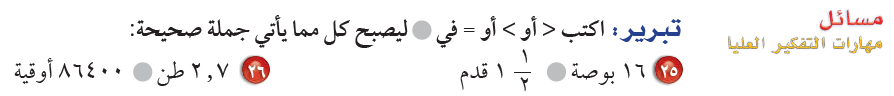 مسائل
مهارات التفكير العليا
تبرير: اكتب < أو > أو = في ● ليصبح كل مما يأتي جملة صحيحة:
٢٥ ١٦ بوصة ● ١ ١/٢ قدم
٢٦ ٢,٧ طن ● ٨٦٤٠٠ أوقية